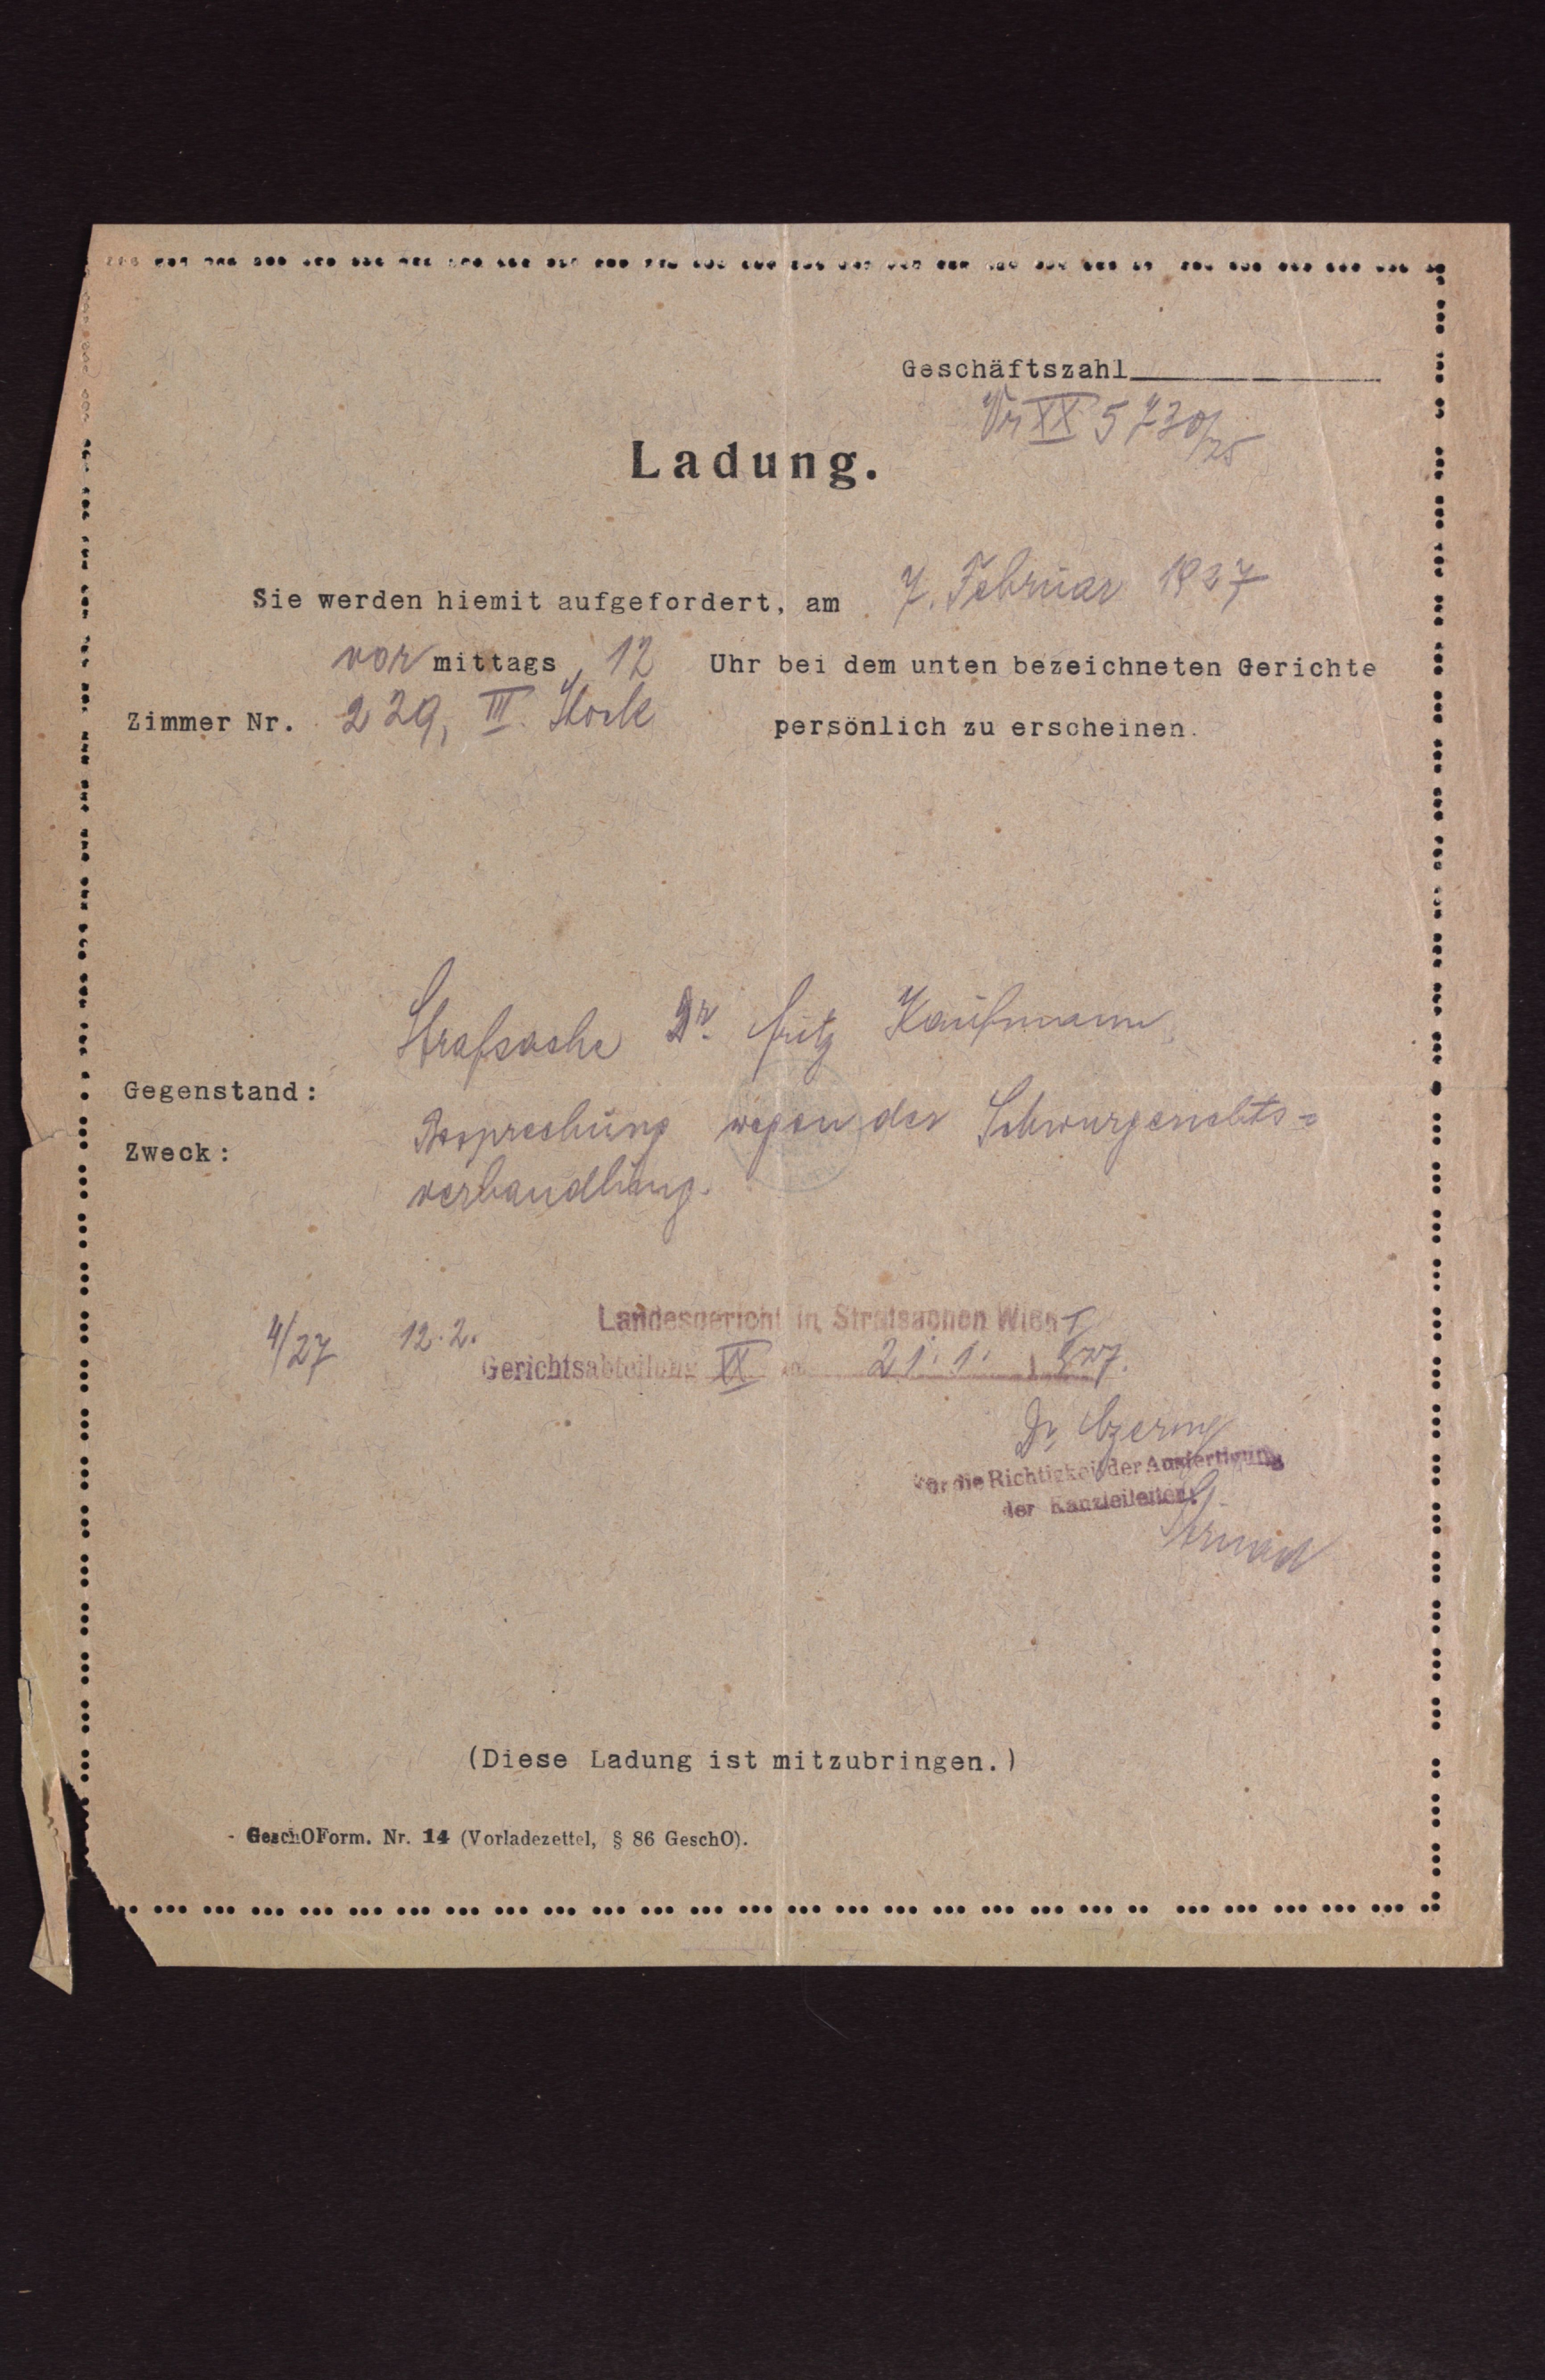 Geschäftszahl
Vr XX 5730/25
Ladung.
Sie werden hiemit aufgefordert, am 7. Februar 1927
vor mittags, 12 Uhr bei dem unten bezeichneten Gerichte
Zimmer Nr. 229, III. Stock persönlich zu erscheinen.
Strafsache Dr. Fritz Kaufmann
Gegenstand:
Besprechung wegen der Schwurgerichts=
Zweck:
verhandlung.
Landesgericht in Strafsachen Wien I
4/27 12.2.
Gerichtsabteilung XX 21.1. 1927.
Dr. Czerny
Für die Richtigkeit der Ausfertigung
der Kanzleileiter:
(Diese Ladung ist mitzubringen.)
- GeschOForm. Nr. 14 (Vorladezettel, § 86 GeschO).